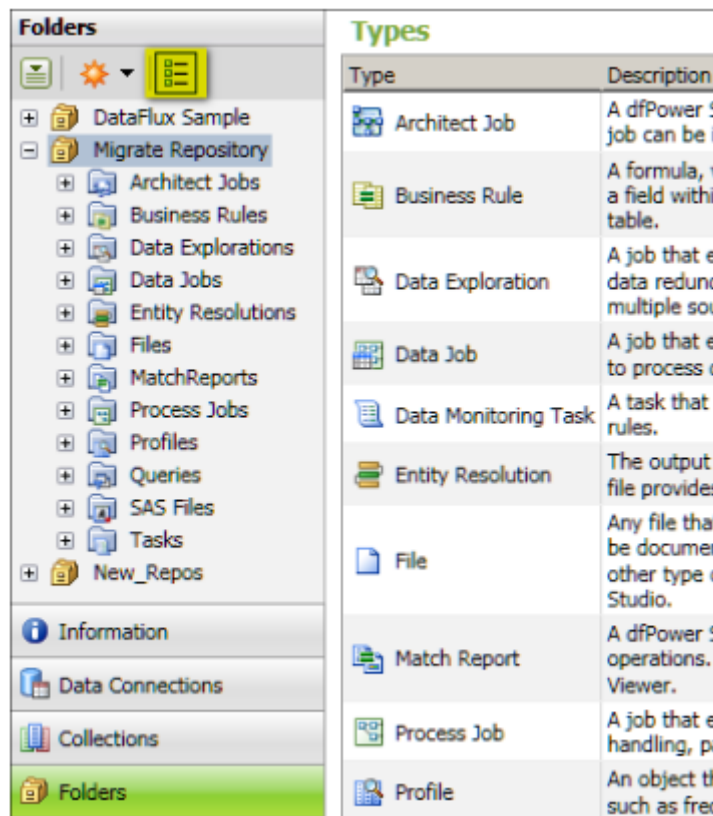 Folders
DataFlux Sample
Migrate Repository
Architect Jobs
Business Rules
Data Explorations
Data Jobs
Entity Resolutions
Files
MatchReports
Process Jobs
Profiles
Queries
SAS Files
Tasks
New_Repos
Information
Data Connections
Collections
Folders
Types
Type Description
Architect Job
A dfPower
job can be
Business Rule
A formula,
a field withi
table.
Data Exploration
A job that e
data redund
multiple sou
Data Job
A job that e
to process
Data Monitoring Task
A task that
rules.
Entity Resolution
The output
file provides
File
Any file tha
be documen
other type
Studio.
Match Report
A dfPower
operations.
Viewer.
Process Job
A job that e
handling, pa
Profile
An object th
such as fre